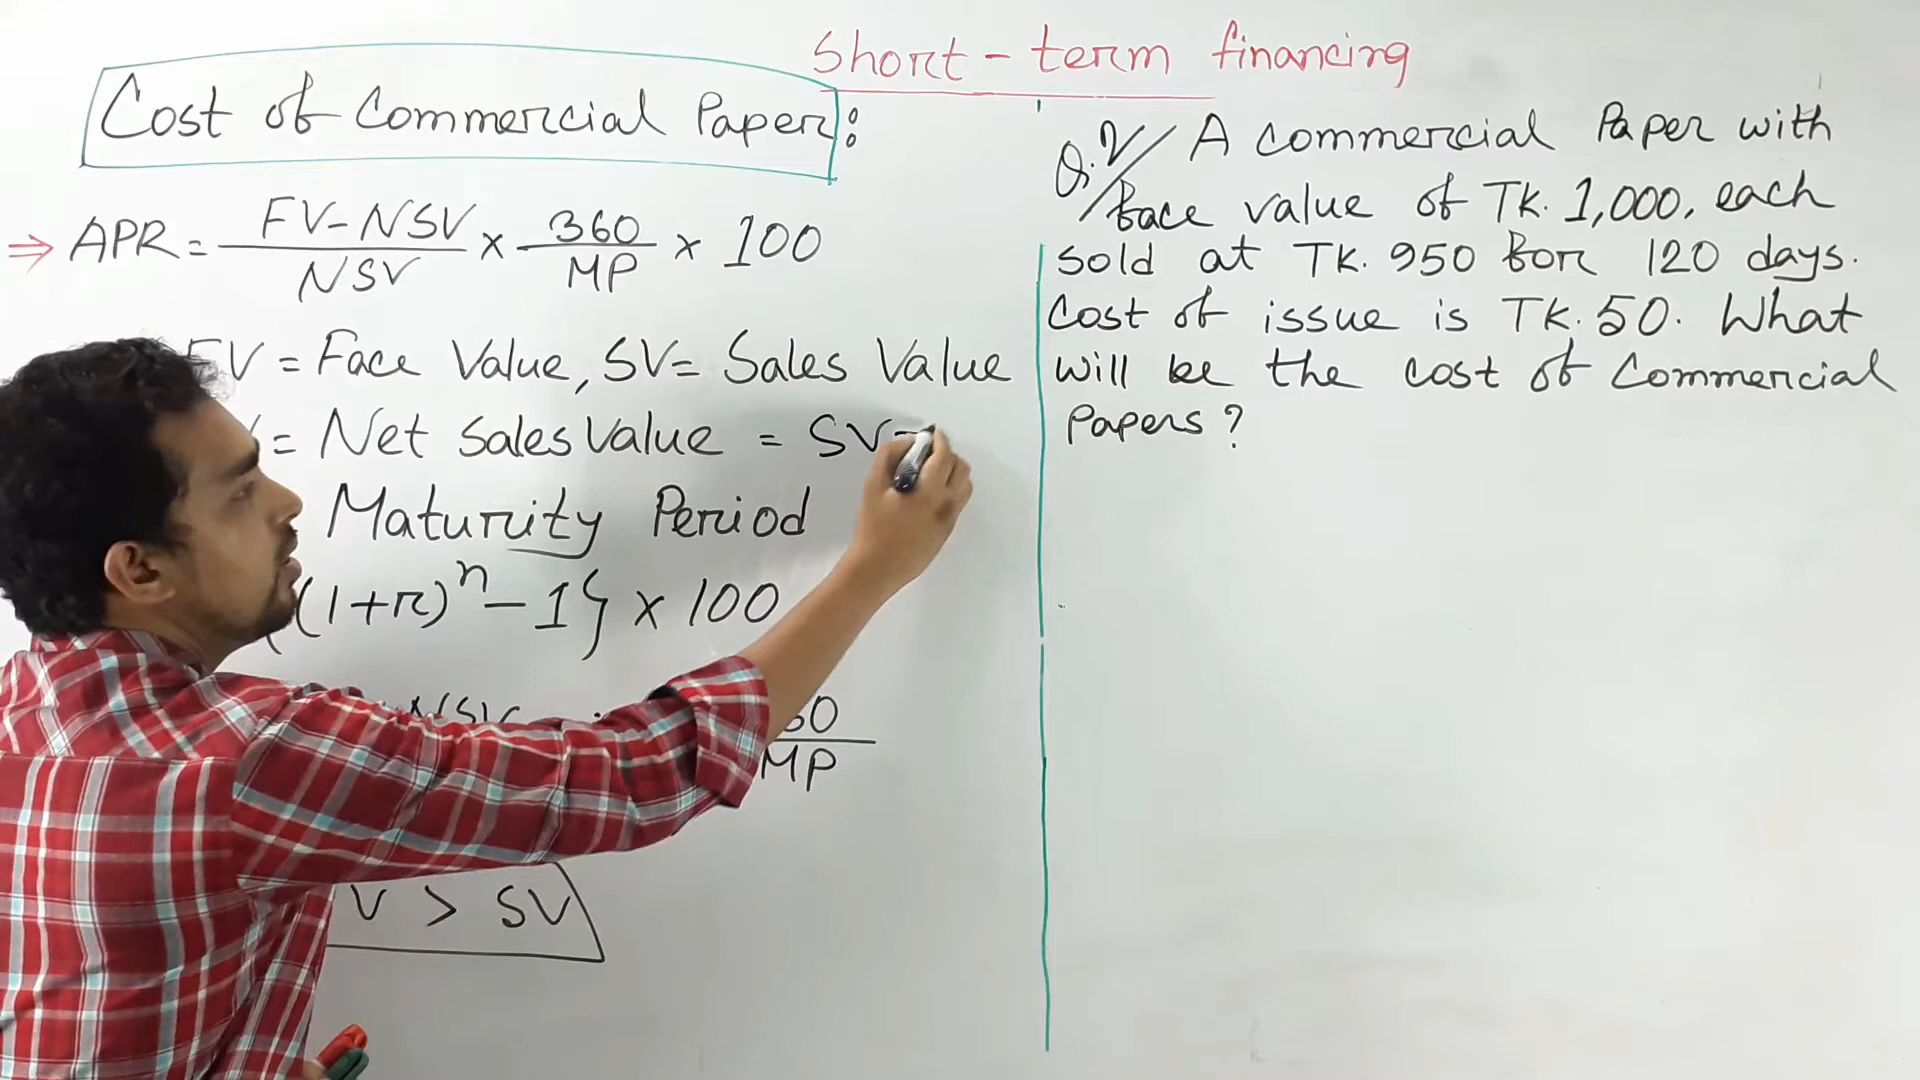 Short-term financing
Cost of Commercial Paper:
⇒ APR = FV-NSV / NSV × 360 / MP × 100
FV = Face Value, SV = Sales Value
= Net Sales Value = SV-
Maturity Period
(1+r)^n - 1} × 100
NSV
60 / MP
V > SV
Q. A commercial Paper with
face value of TK. 1,000, each
sold at TK. 950 for 120 days.
Cost of issue is TK. 50. What
will be the cost of Commercial
Papers?